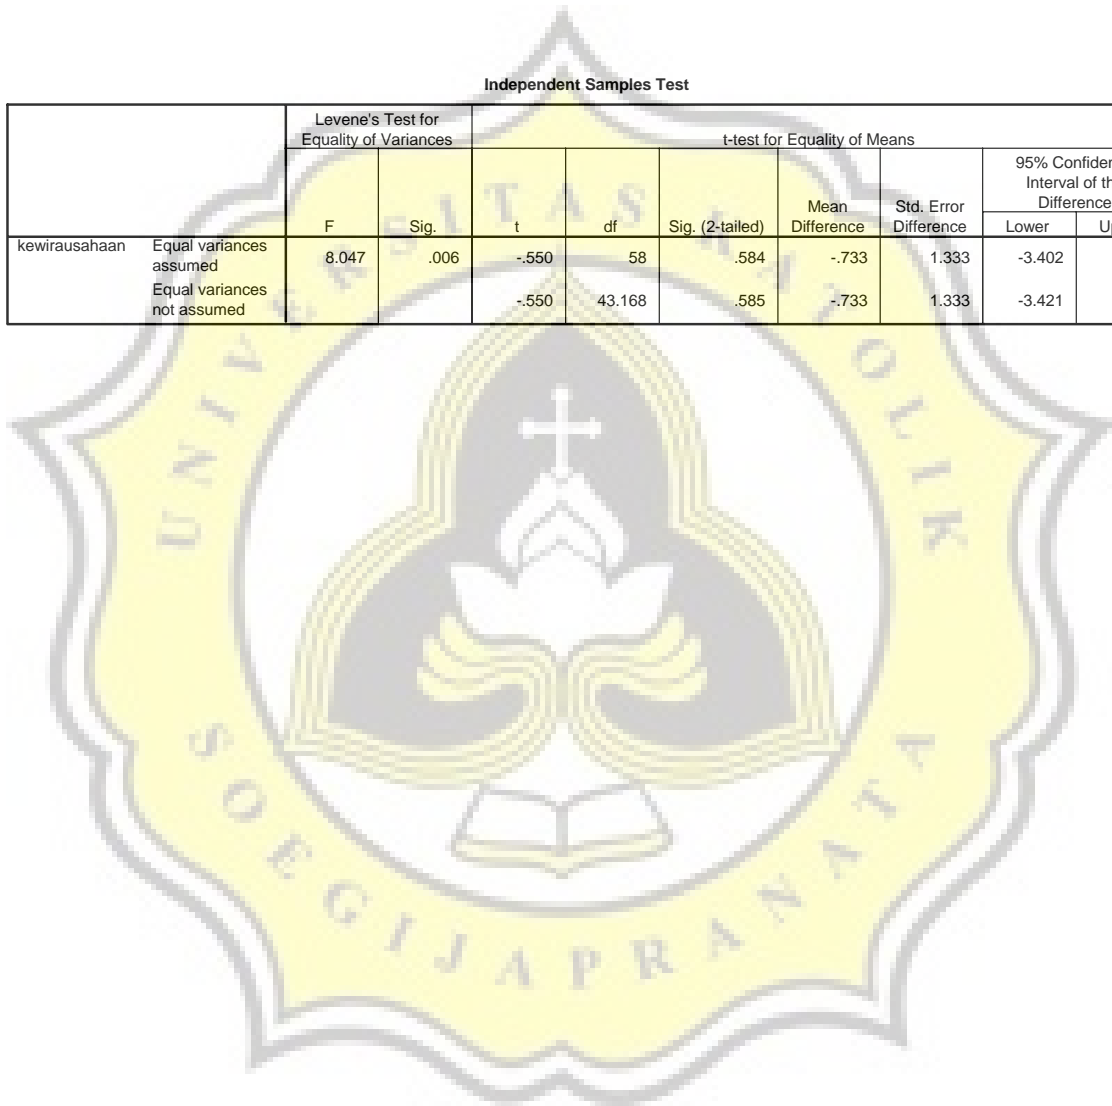 Independent Samples Test
Levene's Test for
Equality of Variances
t-test for Equality of Means
F
Sig.
t
df
Sig. (2-tailed)
Mean
Difference
Std. Error
Difference
95%
Interval of
Difference
Lower
kewirausahaan
Equal variances
assumed
8.047
.006
-.550
58
.584
-.733
1.333
-3.402
Equal variances
not assumed
-.550
43.168
.585
-.733
1.333
-3.421
UNIVERSITAS KATOLIK
SOEGIJAPRANATA